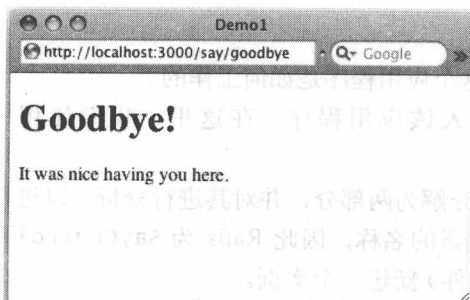 Demo1
http://localhost:3000/say/goodbye
Google
Goodbye!
It was nice having you here.